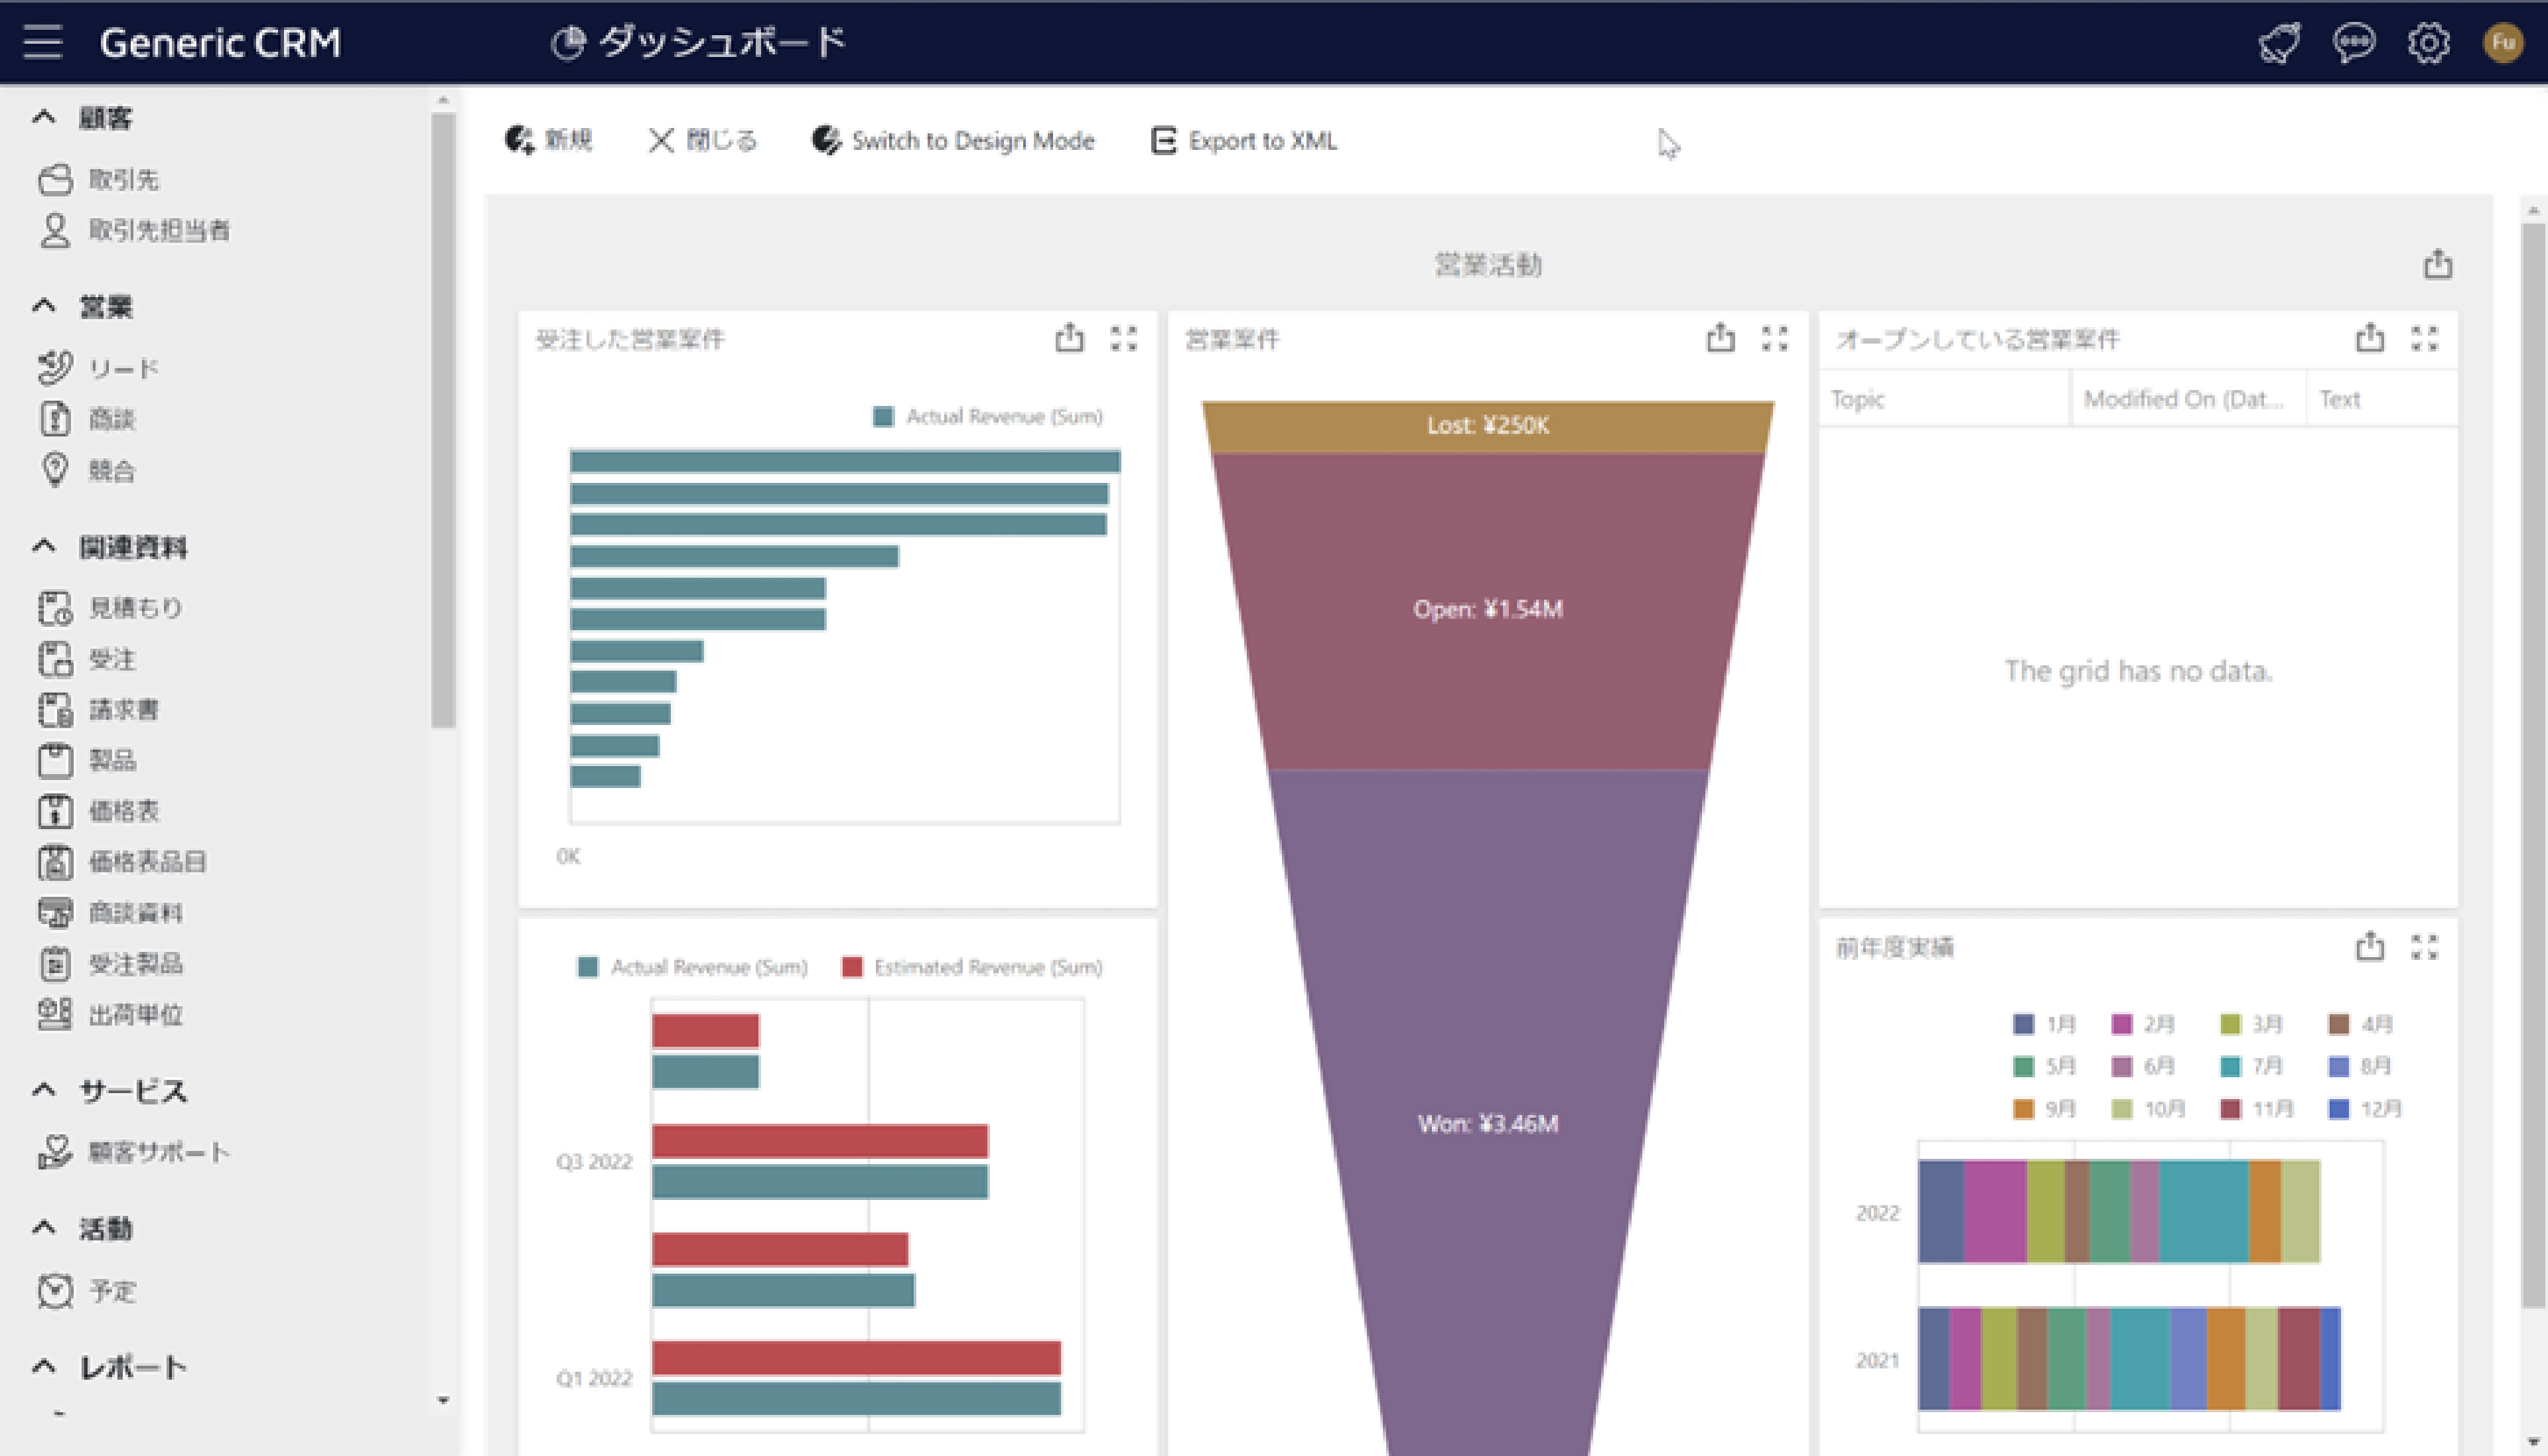 Generic CRM
ダッシュボード
Fu
顧客
取引先
取引先担当者
営業
リード
商談
競合
関連資料
見積もり
受注
請求書
製品
価格表
価格表品目
商談資料
受注製品
出荷単位
サービス
顧客サポート
活動
予定
レポート
新規 閉じる Switch to Design Mode Export to XML
営業活動
受注した営業案件
Actual Revenue (Sum)
0K
Actual Revenue (Sum) Estimated Revenue (Sum)
Q3 2022
Q1 2022
営業案件
Lost: ¥250K
Open: ¥1.54M
Won: ¥3.46M
オープンしている営業案件
Topic Modified On (Dat... Text
The grid has no data.
前年度実績
1月 2月 3月 4月
5月 6月 7月 8月
9月 10月 11月 12月
2022
2021